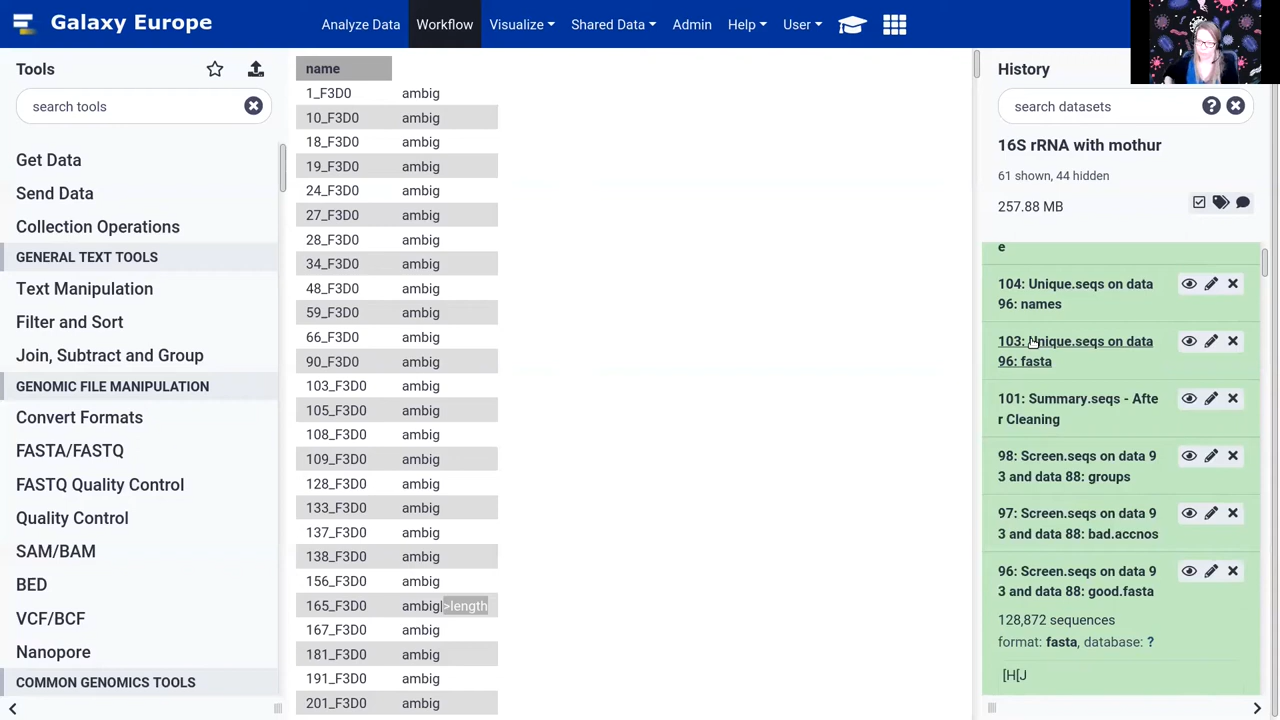 Galaxy Europe
Analyze Data
Workflow
Visualize
Shared Data
Admin
Help
User
Tools
search tools
Get Data
Send Data
Collection Operations
GENERAL TEXT TOOLS
Text Manipulation
Filter and Sort
Join, Subtract and Group
GENOMIC FILE MANIPULATION
Convert Formats
FASTA/FASTQ
FASTQ Quality Control
Quality Control
SAM/BAM
BED
VCF/BCF
Nanopore
COMMON GENOMICS TOOLS
name
1_F3D0 ambig
10_F3D0 ambig
18_F3D0 ambig
19_F3D0 ambig
24_F3D0 ambig
27_F3D0 ambig
28_F3D0 ambig
34_F3D0 ambig
48_F3D0 ambig
59_F3D0 ambig
66_F3D0 ambig
90_F3D0 ambig
103_F3D0 ambig
105_F3D0 ambig
108_F3D0 ambig
109_F3D0 ambig
128_F3D0 ambig
133_F3D0 ambig
137_F3D0 ambig
138_F3D0 ambig
156_F3D0 ambig
165_F3D0 ambig|>length
167_F3D0 ambig
181_F3D0 ambig
191_F3D0 ambig
201_F3D0 ambig
History
search datasets
16S rRNA with mothur
61 shown, 44 hidden
257.88 MB
e
104: Unique.seqs on data
96: names
103: Unique.seqs on data
96: fasta
101: Summary.seqs - Afte
r Cleaning
98: Screen.seqs on data 9
3 and data 88: groups
97: Screen.seqs on data 9
3 and data 88: bad.accnos
96: Screen.seqs on data 9
3 and data 88: good.fasta
128,872 sequences
format: fasta, database: ?
[H[J